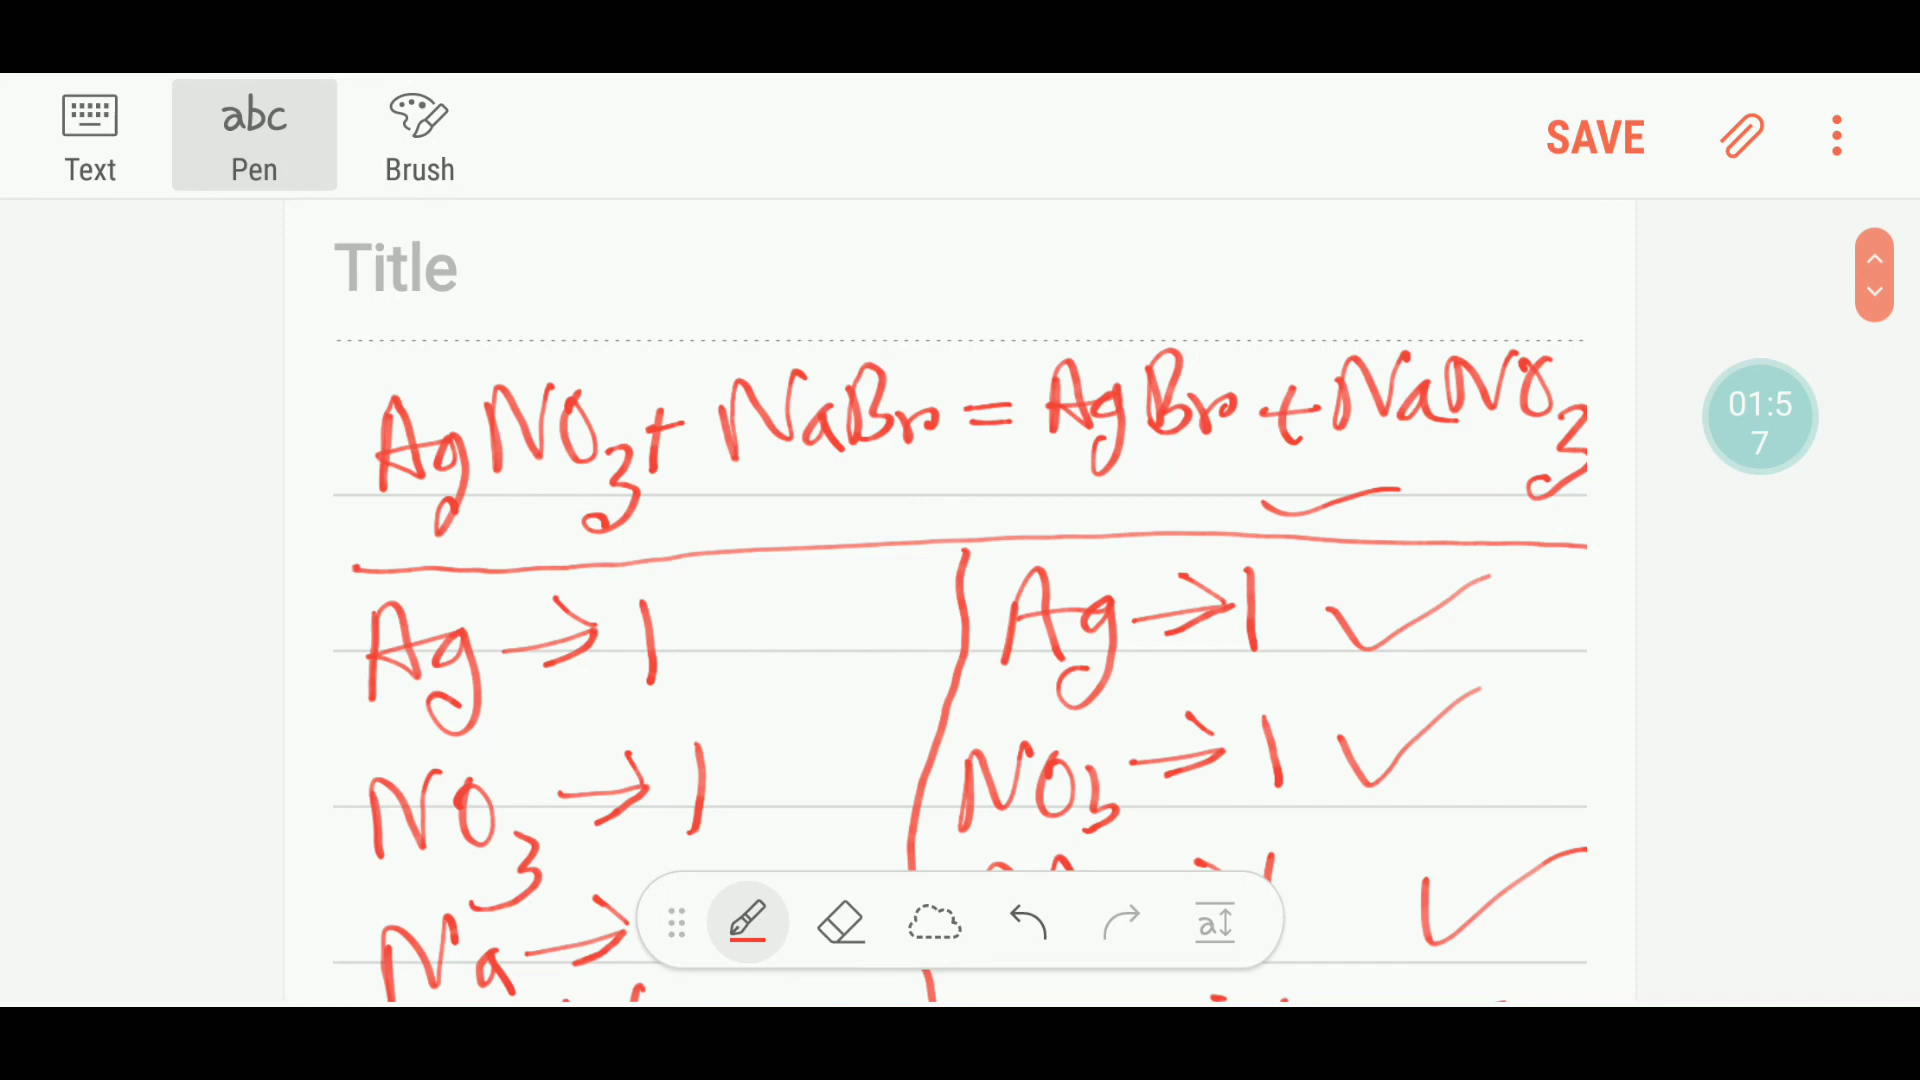 Text
abc
Pen
Brush
SAVE
Title
01:5
7
AgNO3 + NaBr = AgBr + NaNO3
Ag → 1
Ag → 1
NO3 → 1
NO3 → 1
Na →
a